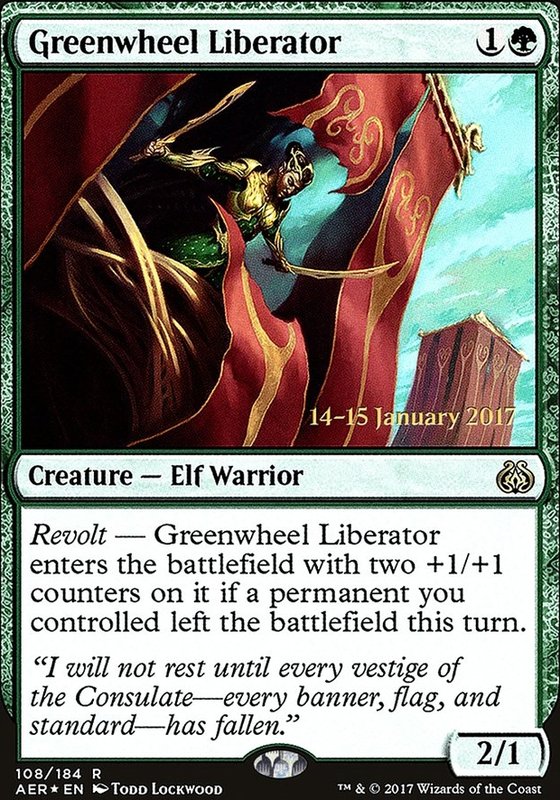 Greenwheel Liberator 1
14–15 January 2017
Creature — Elf Warrior
Revolt — Greenwheel Liberator
enters the battlefield with two +1/+1
counters on it if a permanent you
controlled left the battlefield this turn.
“I will not rest until every vestige of
the Consulate—every banner, flag, and
standard—has fallen.”
2/1
108/184 R
AER★EN Todd Lockwood
™ & © 2017 Wizards of the Coast